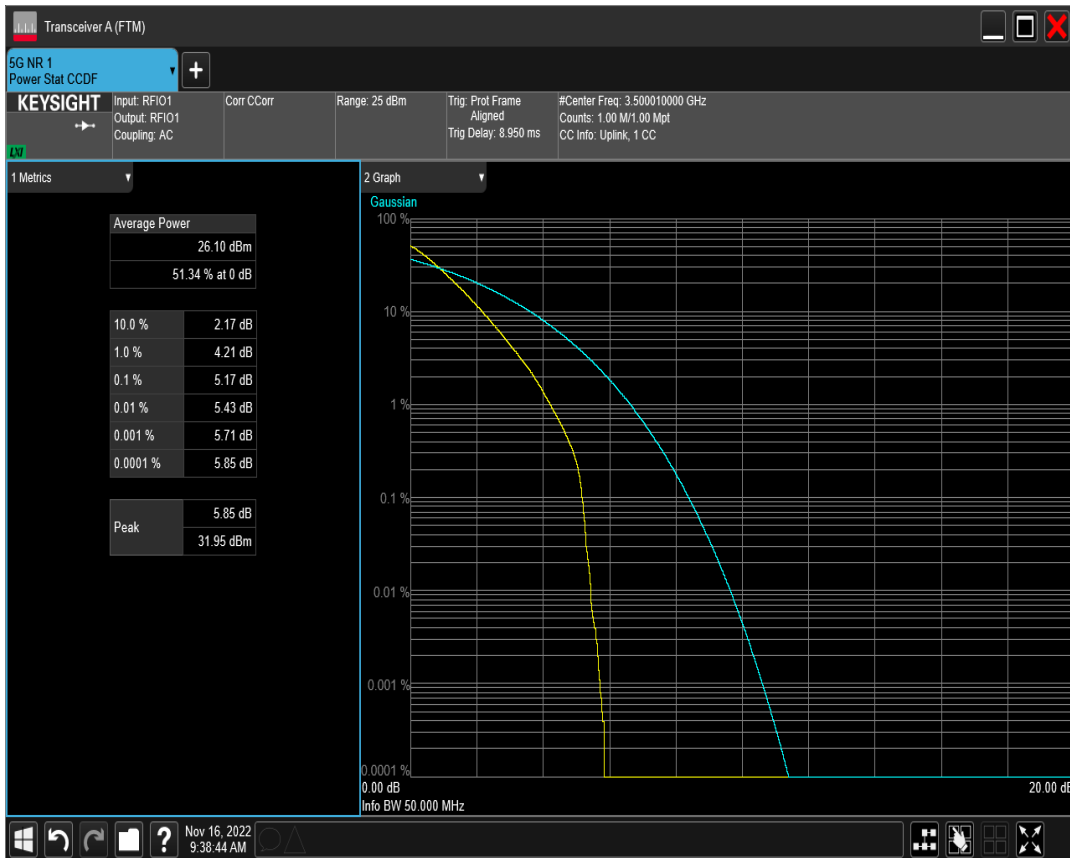 Transceiver A (FTM)
5G NR 1
Power Stat CCDF
+
KEYSIGHT
LXI
Input: RFIO1
Output: RFIO1
Coupling: AC
Corr CCorr
Range: 25 dBm
Trig: Prot Frame
Aligned
Trig Delay: 8.950 ms
#Center Freq: 3.500010000 GHz
Counts: 1.00 M/1.00 Mpt
CC Info: Uplink, 1 CC
1 Metrics
Average Power
26.10 dBm
51.34 % at 0 dB
10.0 % 2.17 dB
1.0 % 4.21 dB
0.1 % 5.17 dB
0.01 % 5.43 dB
0.001 % 5.71 dB
0.0001 % 5.85 dB
Peak 5.85 dB
31.95 dBm
2 Graph
Gaussian
100 %
10 %
1 %
0.1 %
0.01 %
0.001 %
0.0001 %
0.00 dB 20.00 dB
Info BW 50.000 MHz
?
Nov 16, 2022
9:38:44 AM